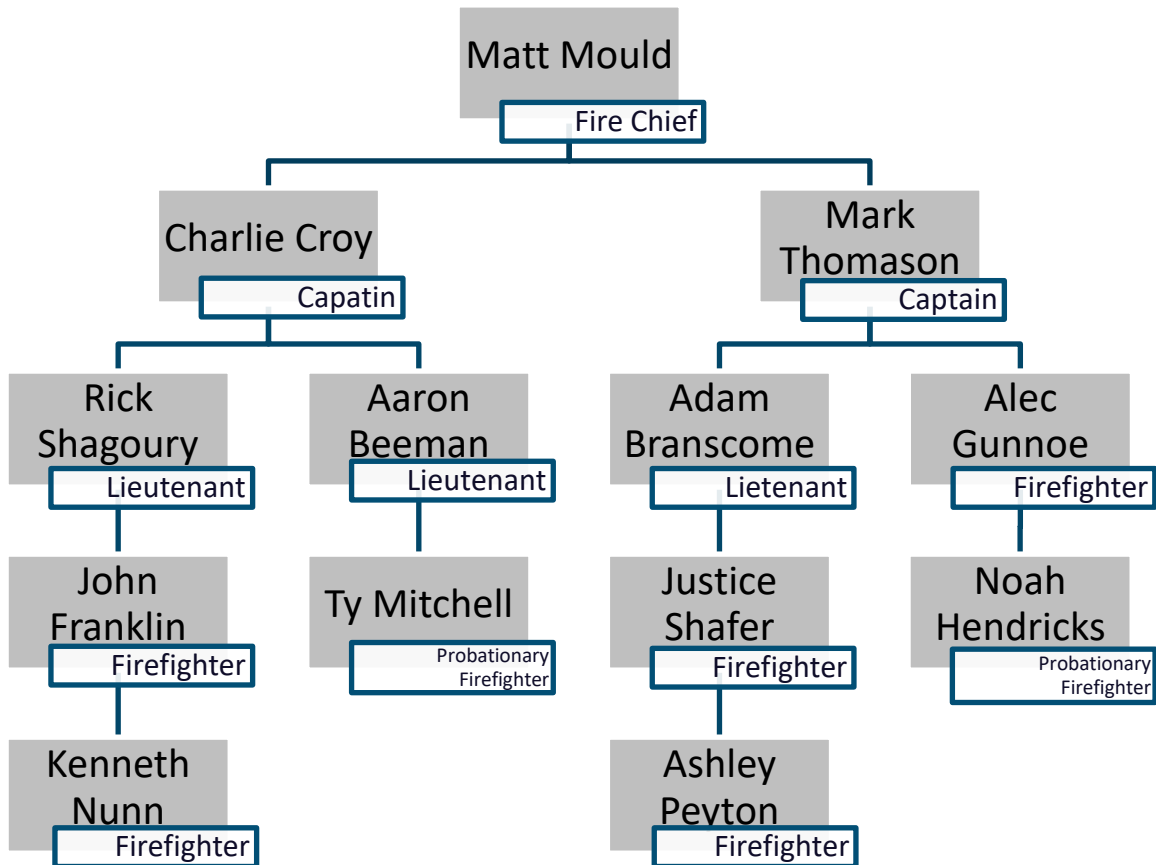 Matt Mould
Fire Chief
Charlie Croy
Capatin
Mark
Thomason
Captain
Rick
Shagoury
Lieutenant
Aaron
Beeman
Lieutenant
Adam
Branscome
Lietenant
Alec
Gunnoe
Firefighter
John
Franklin
Firefighter
Ty Mitchell
Probationary
Firefighter
Justice
Shafer
Firefighter
Noah
Hendricks
Probationary
Firefighter
Kenneth
Nunn
Firefighter
Ashley
Peyton
Firefighter